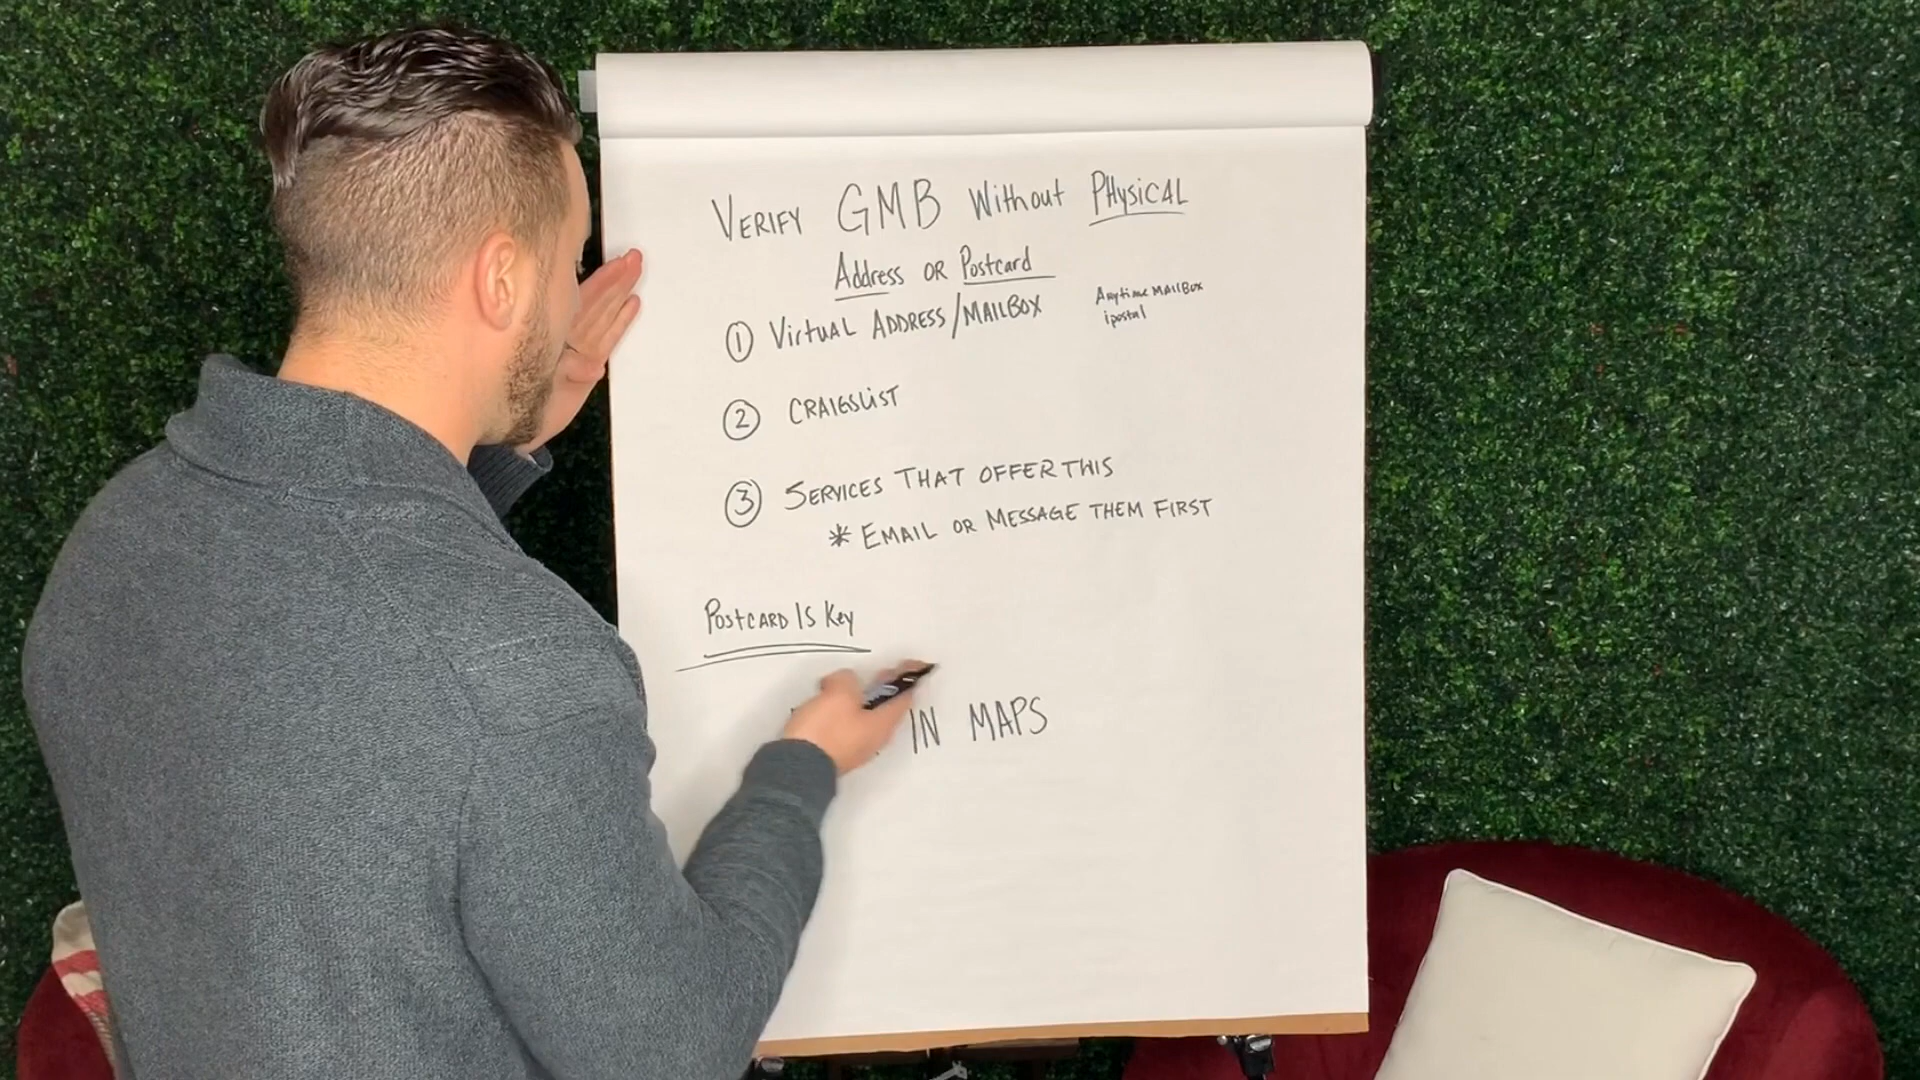 VERIFY GMB Without PHYSICAL
Address OR Postcard
① Virtual ADDRESS/MAILBOX
Anytime MAILBOX
ipostal
② CRAIGSLIST
③ SERVICES THAT OFFER THIS
* EMAIL OR MESSAGE THEM FIRST
POSTCARD IS Key
IN MAPS